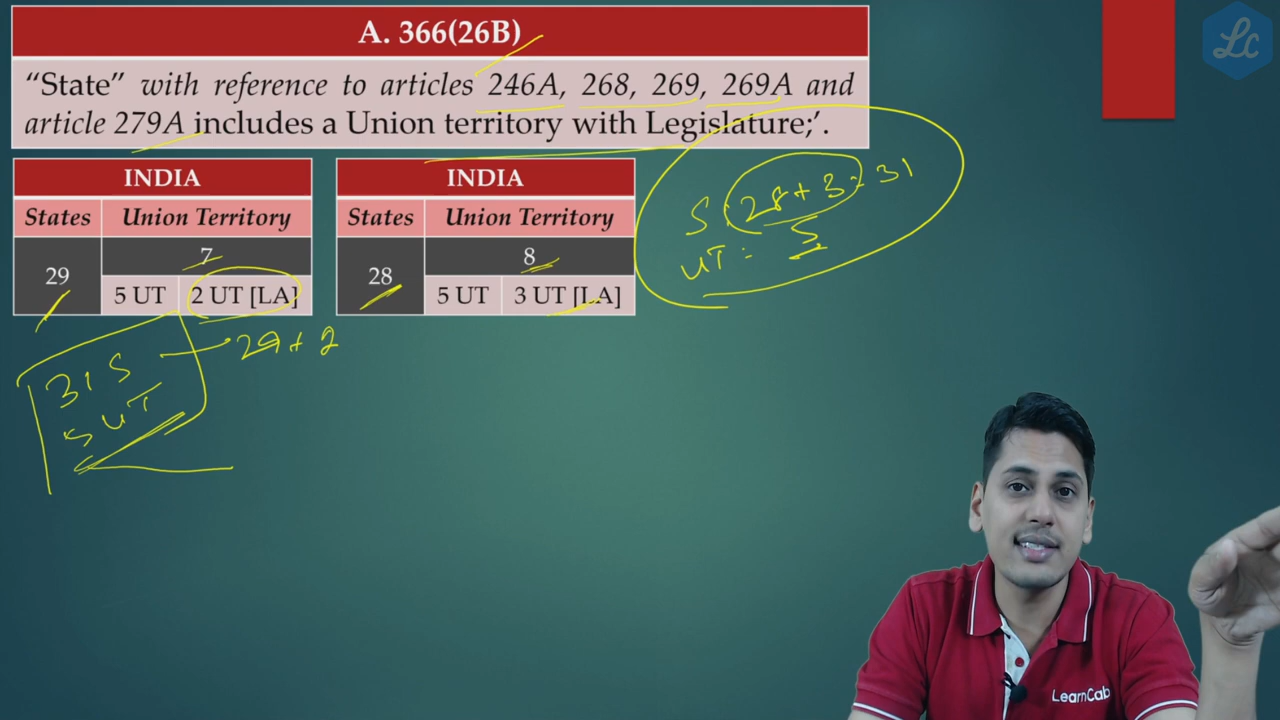 A. 366(26B)
“State” with reference to articles 246A, 268, 269, 269A and
article 279A includes a Union territory with Legislature;’.
INDIA
States Union Territory
29
7
5 UT 2 UT [LA]
INDIA
States Union Territory
28
8
5 UT 3 UT [LA]
S 28 + 3 = 31
UT = 5
31 S 29 + 2
5 UT
Lc
LearnCab